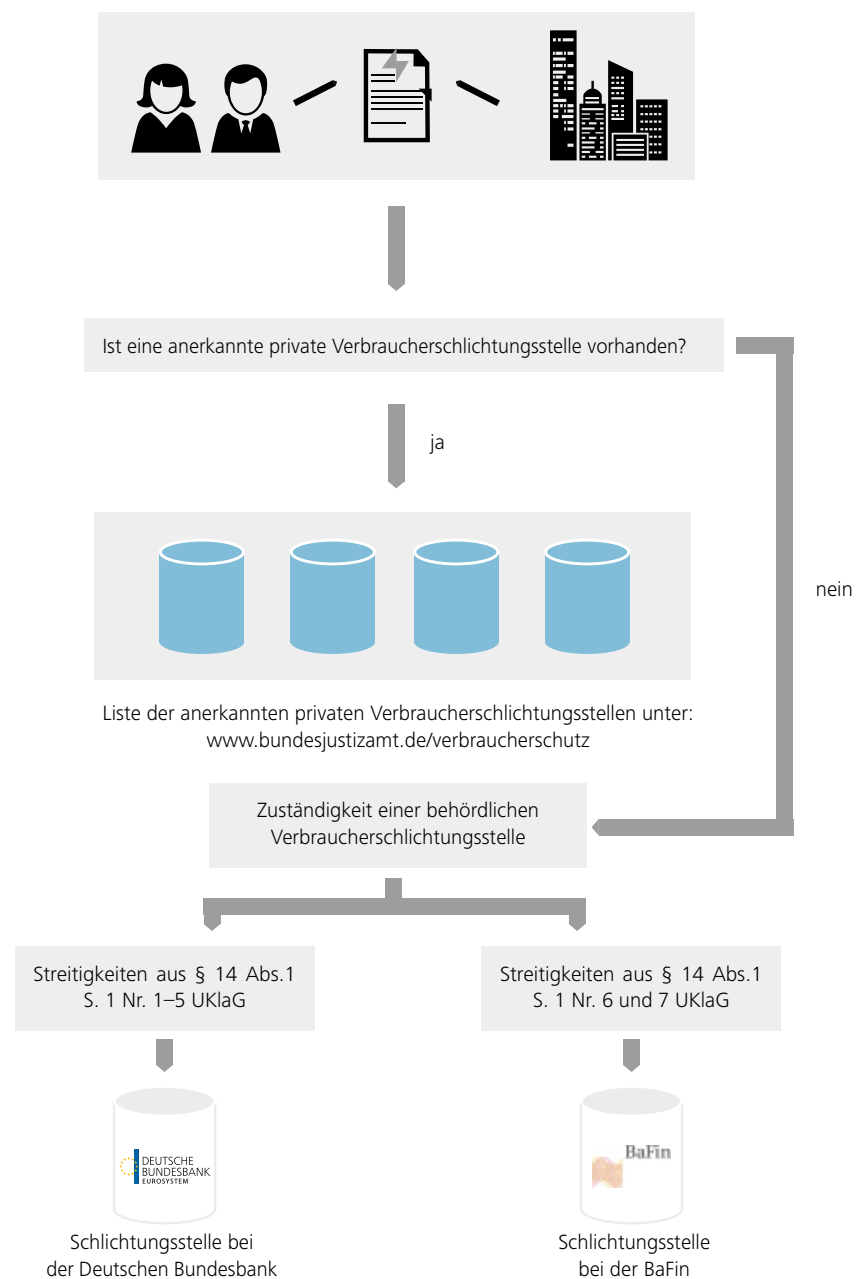 Ist eine anerkannte private Verbraucherschlichtungsstelle vorhanden?
ja
nein
Liste der anerkannten privaten Verbraucherschlichtungsstellen unter:
www.bundesjustizamt.de/verbraucherschutz
Zuständigkeit einer behördlichen
Verbraucherschlichtungsstelle
Streitigkeiten aus § 14 Abs.1
S. 1 Nr. 1–5 UKlaG
Streitigkeiten aus § 14 Abs.1
S. 1 Nr. 6 und 7 UKlaG
DEUTSCHE
BUNDESBANK
EUROSYSTEM
BaFin
Schlichtungsstelle bei
der Deutschen Bundesbank
Schlichtungsstelle
bei der BaFin